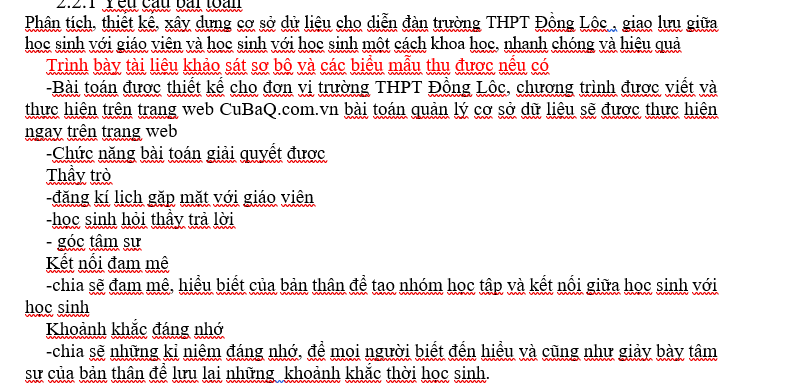 2.2.1 Yêu cầu bài toán
Phân tích, thiết kế, xây dựng cơ sở dữ liệu cho diễn đàn trường THPT Đồng Lộc , giao lưu giữa
học sinh với giáo viên và học sinh với học sinh một cách khoa học, nhanh chóng và hiệu quả
Trình bày tài liệu khảo sát sơ bộ và các biểu mẫu thu được nếu có
-Bài toán được thiết kế cho đơn vị trường THPT Đồng Lộc, chương trình được viết và
thực hiện trên trang web CuBaQ.com.vn bài toán quản lý cơ sở dữ liệu sẽ được thực hiện
ngay trên trang web
-Chức năng bài toán giải quyết được
Thầy trò
-đăng kí lịch gặp mặt với giáo viên
-học sinh hỏi thầy trả lời
- góc tâm sự
Kết nối đam mê
-chia sẽ đam mê, hiểu biết của bản thân để tạo nhóm học tập và kết nối giữa học sinh với
học sinh
Khoảnh khắc đáng nhớ
-chia sẽ những kỉ niệm đáng nhớ, để mọi người biết đến hiểu và cũng như giảy bày tâm
sự của bản thân để lưu lại những khoảnh khắc thời học sinh.